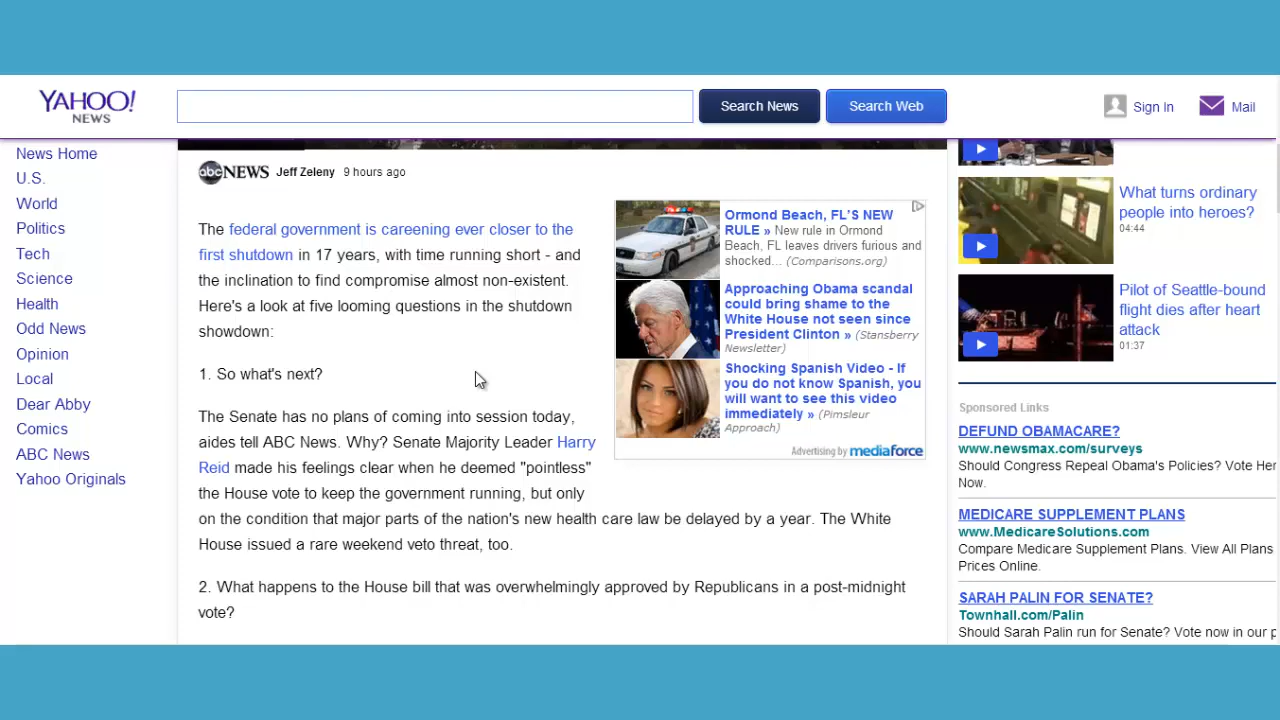 YAHOO!
NEWS
Search News
Search Web
Sign In
Mail
News Home
U.S.
World
Politics
Tech
Science
Health
Odd News
Opinion
Local
Dear Abby
Comics
ABC News
Yahoo Originals
abc NEWS Jeff Zeleny 9 hours ago
The federal government is careening ever closer to the
first shutdown in 17 years, with time running short - and
the inclination to find compromise almost non-existent.
Here's a look at five looming questions in the shutdown
showdown:
1. So what's next?
The Senate has no plans of coming into session today,
aides tell ABC News. Why? Senate Majority Leader Harry
Reid made his feelings clear when he deemed "pointless"
the House vote to keep the government running, but only
on the condition that major parts of the nation's new health care law be delayed by a year. The White
House issued a rare weekend veto threat, too.
2. What happens to the House bill that was overwhelmingly approved by Republicans in a post-midnight
vote?
Ormond Beach, FL'S NEW
RULE » New rule in Ormond
Beach, FL leaves drivers furious and
shocked... (Comparisons.org)
Approaching Obama scandal
could bring shame to the
White House not seen since
President Clinton » (Stansberry
Newsletter)
Shocking Spanish Video - If
you do not know Spanish, you
will want to see this video
immediately » (Pimsleur
Approach)
Advertising by mediaforce
What turns ordinary
people into heroes?
04:44
Pilot of Seattle-bound
flight dies after heart
attack
01:37
Sponsored Links
DEFUND OBAMACARE?
www.newsmax.com/surveys
Should Congress Repeal Obama's Policies? Vote Her
Now.
MEDICARE SUPPLEMENT PLANS
www.MedicareSolutions.com
Compare Medicare Supplement Plans. View All Plans
Prices Online.
SARAH PALIN FOR SENATE?
Townhall.com/Palin
Should Sarah Palin run for Senate? Vote now in our p